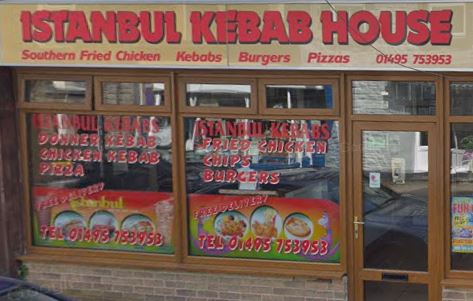 ISTANBUL KEBAB HOUSE
Southern Fried Chicken Kebabs Burgers Pizzas 01495 753953
ISTANBUL KEBABS
DONNER KEBAB
CHICKEN KEBAB
PIZZA
FREE DELIVERY
istanbul
TEL 01495 753953
ISTANBUL KEBABS
FRIED CHICKEN
CHIPS
BURGERS
FREE DELIVERY
TEL 01495 753953